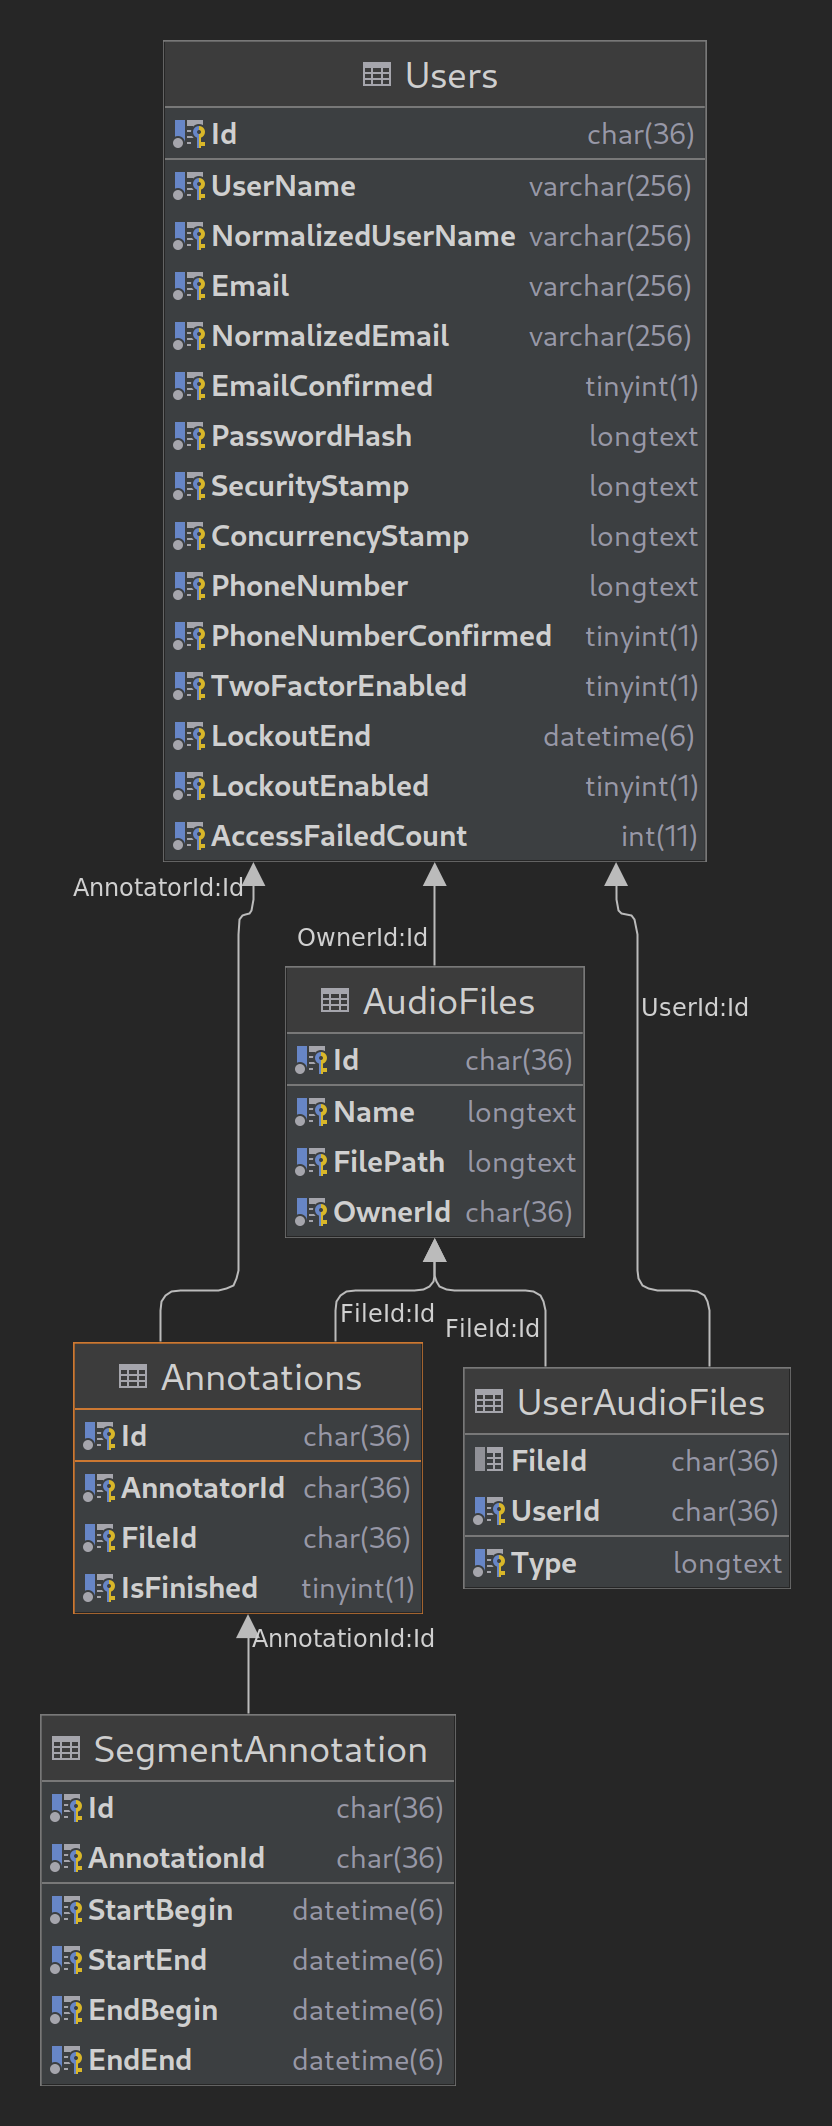 Users
Id char(36)
UserName varchar(256)
NormalizedUserName varchar(256)
Email varchar(256)
NormalizedEmail varchar(256)
EmailConfirmed tinyint(1)
PasswordHash longtext
SecurityStamp longtext
ConcurrencyStamp longtext
PhoneNumber longtext
PhoneNumberConfirmed tinyint(1)
TwoFactorEnabled tinyint(1)
LockoutEnd datetime(6)
LockoutEnabled tinyint(1)
AccessFailedCount int(11)
AnnotatorId:Id
OwnerId:Id
UserId:Id
AudioFiles
Id char(36)
Name longtext
FilePath longtext
OwnerId char(36)
FileId:Id
FileId:Id
Annotations
Id char(36)
AnnotatorId char(36)
FileId char(36)
IsFinished tinyint(1)
UserAudioFiles
FileId char(36)
UserId char(36)
Type longtext
AnnotationId:Id
SegmentAnnotation
Id char(36)
AnnotationId char(36)
StartBegin datetime(6)
StartEnd datetime(6)
EndBegin datetime(6)
EndEnd datetime(6)